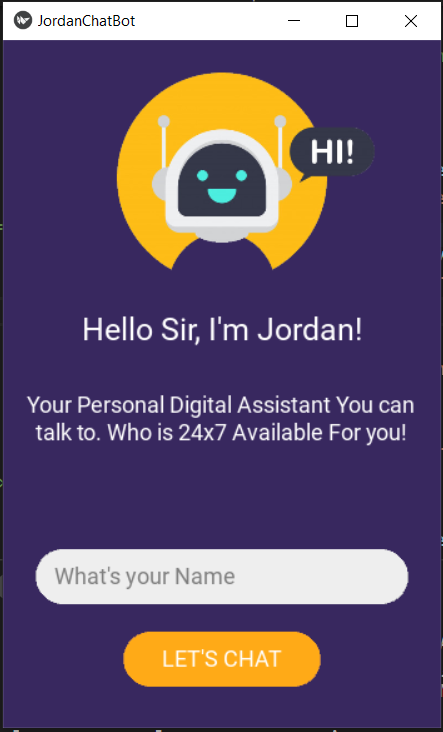 JordanChatBot
HI!
Hello Sir, I'm Jordan!
Your Personal Digital Assistant You can
talk to. Who is 24x7 Available For you!
What's your Name
LET'S CHAT